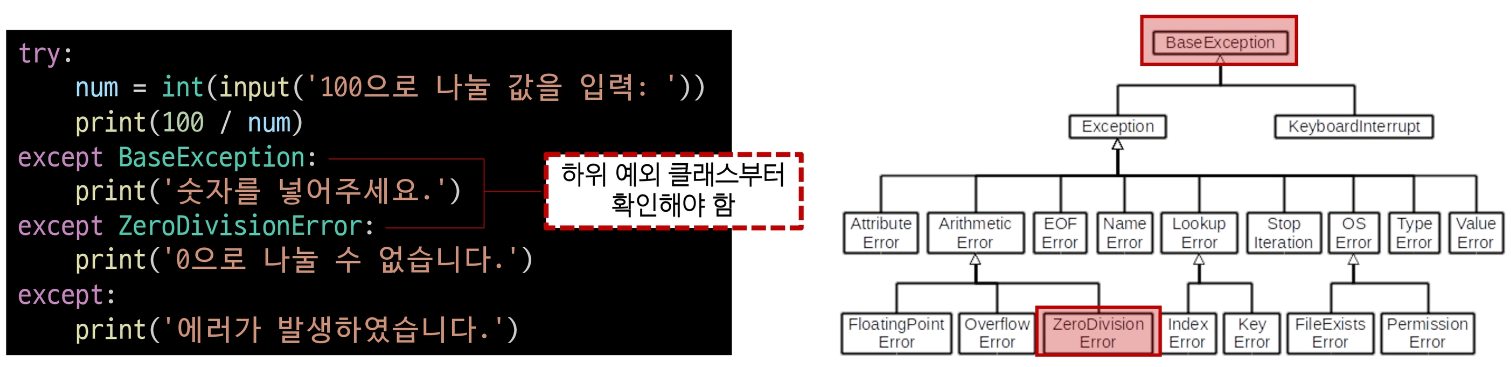 try:
    num = int(input('100으로 나눌 값을 입력: '))
    print(100 / num)
except BaseException:
    print('숫자를 넣어주세요.')
except ZeroDivisionError:
    print('0으로 나눌 수 없습니다.')
except:
    print('에러가 발생하였습니다.')
하위 예외 클래스부터
확인해야 함
BaseException
Exception
KeyboardInterrupt
Attribute
Error
Arithmetic
Error
EOF
Error
Name
Error
Lookup
Error
Stop
Iteration
OS
Error
Type
Error
Value
Error
FloatingPoint
Error
Overflow
Error
ZeroDivision
Error
Index
Error
Key
Error
FileExists
Error
Permission
Error